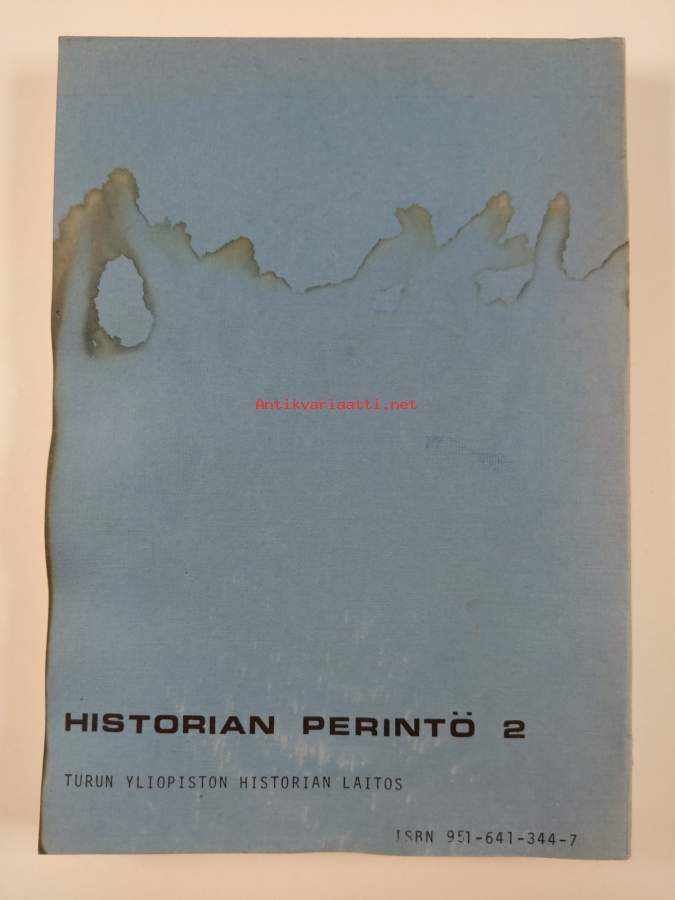 Antikvariaatti.net
HISTORIAN PERINTÖ 2
TURUN YLIOPISTON HISTORIAN LAITOS
ISBN 951-641-344-7